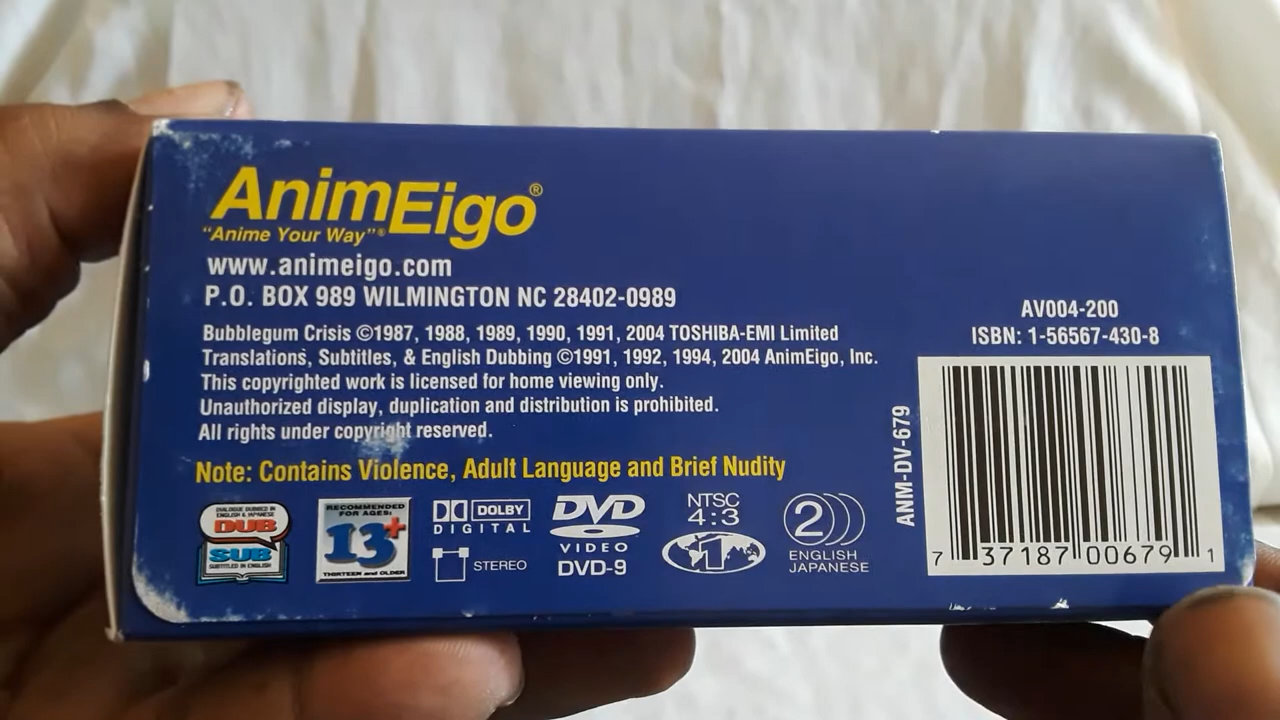 AnimEigo®
"Anime Your Way"®
www.animeigo.com
P.O. BOX 989 WILMINGTON NC 28402-0989
Bubblegum Crisis ©1987, 1988, 1989, 1990, 1991, 2004 TOSHIBA-EMI Limited
Translations, Subtitles, & English Dubbing ©1991, 1992, 1994, 2004 AnimEigo, Inc.
This copyrighted work is licensed for home viewing only.
Unauthorized display, duplication and distribution is prohibited.
All rights under copyright reserved.
Note: Contains Violence, Adult Language and Brief Nudity
DIALOGUE DUBBED IN
ENGLISH & JAPANESE
DUB
SUB
SUBTITLED IN ENGLISH
RECOMMENDED
FOR AGES:
13+
THIRTEEN and OLDER
DOLBY
DIGITAL
STEREO
DVD
VIDEO
DVD-9
NTSC
4:3
1
2
ENGLISH
JAPANESE
AV004-200
ISBN: 1-56567-430-8
ANM-DV-679
7 37187 00679 1